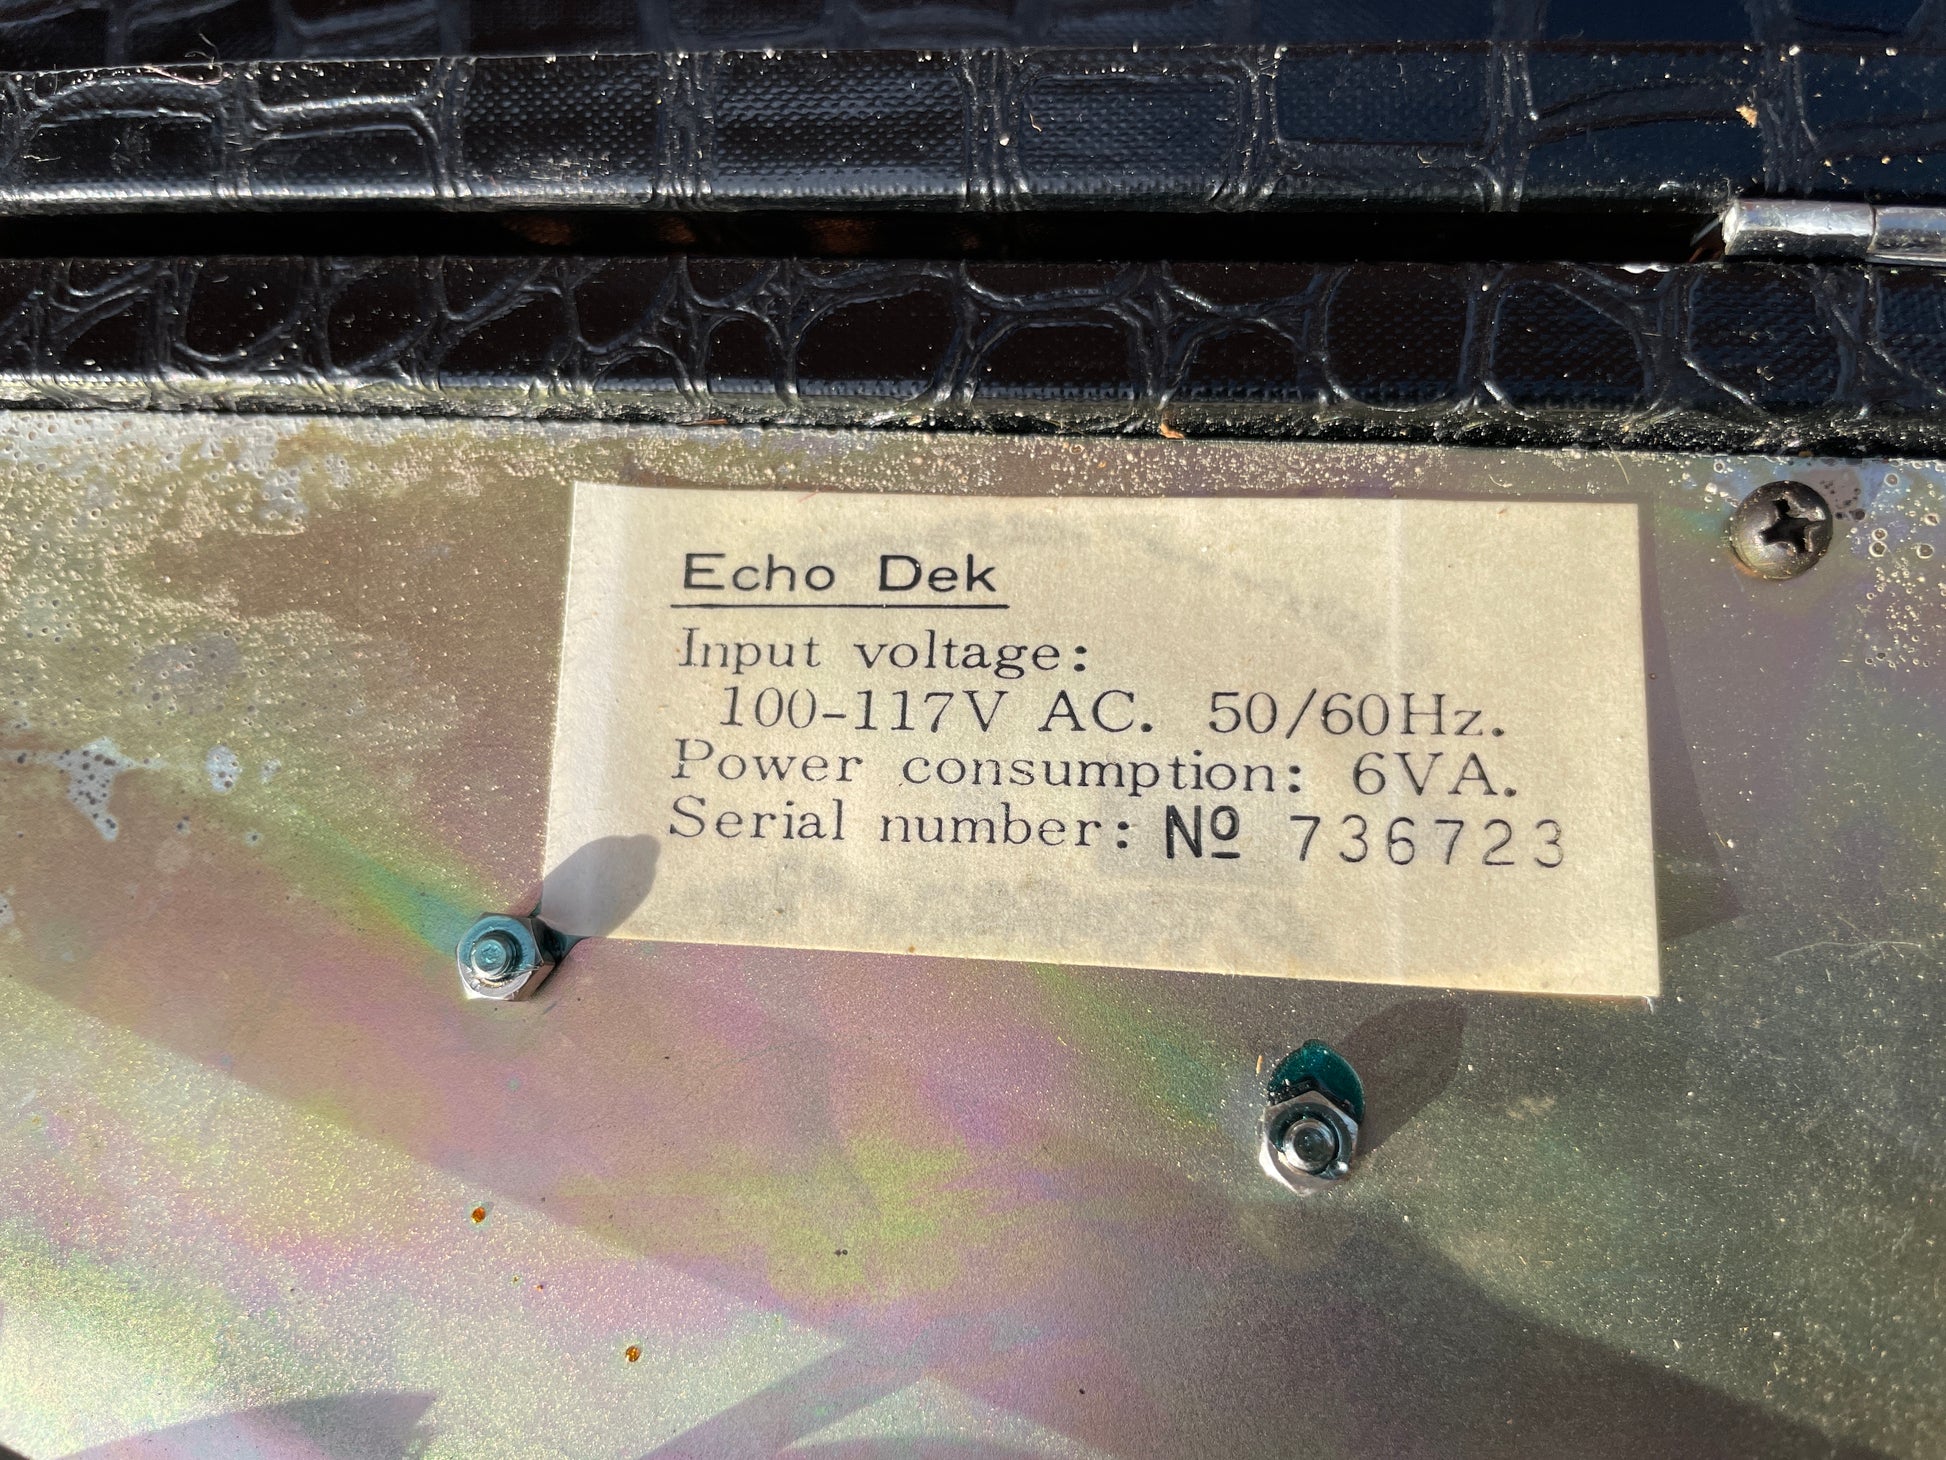 Echo Dek
Input voltage:
100-117V AC. 50/60Hz.
Power consumption: 6VA.
Serial number: Nº 736723